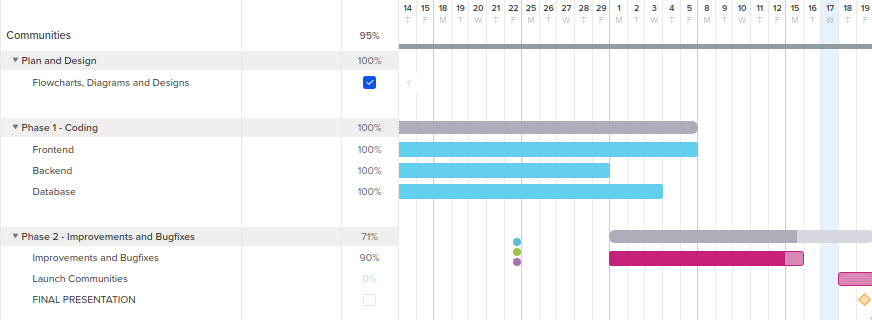 14 15 18 19 20 21 22 25 26 27 28 29 1 2 3 4 5 8 9 10 11 12 15 16 17 18 19
T F M T W T F M T W T F M T W T F M T W T F M T W T F
Communities 95%
Plan and Design 100%
Flowcharts, Diagrams and Designs
Phase 1 - Coding 100%
Frontend 100%
Backend 100%
Database 100%
Phase 2 - Improvements and Bugfixes 71%
Improvements and Bugfixes 90%
Launch Communities 0%
FINAL PRESENTATION